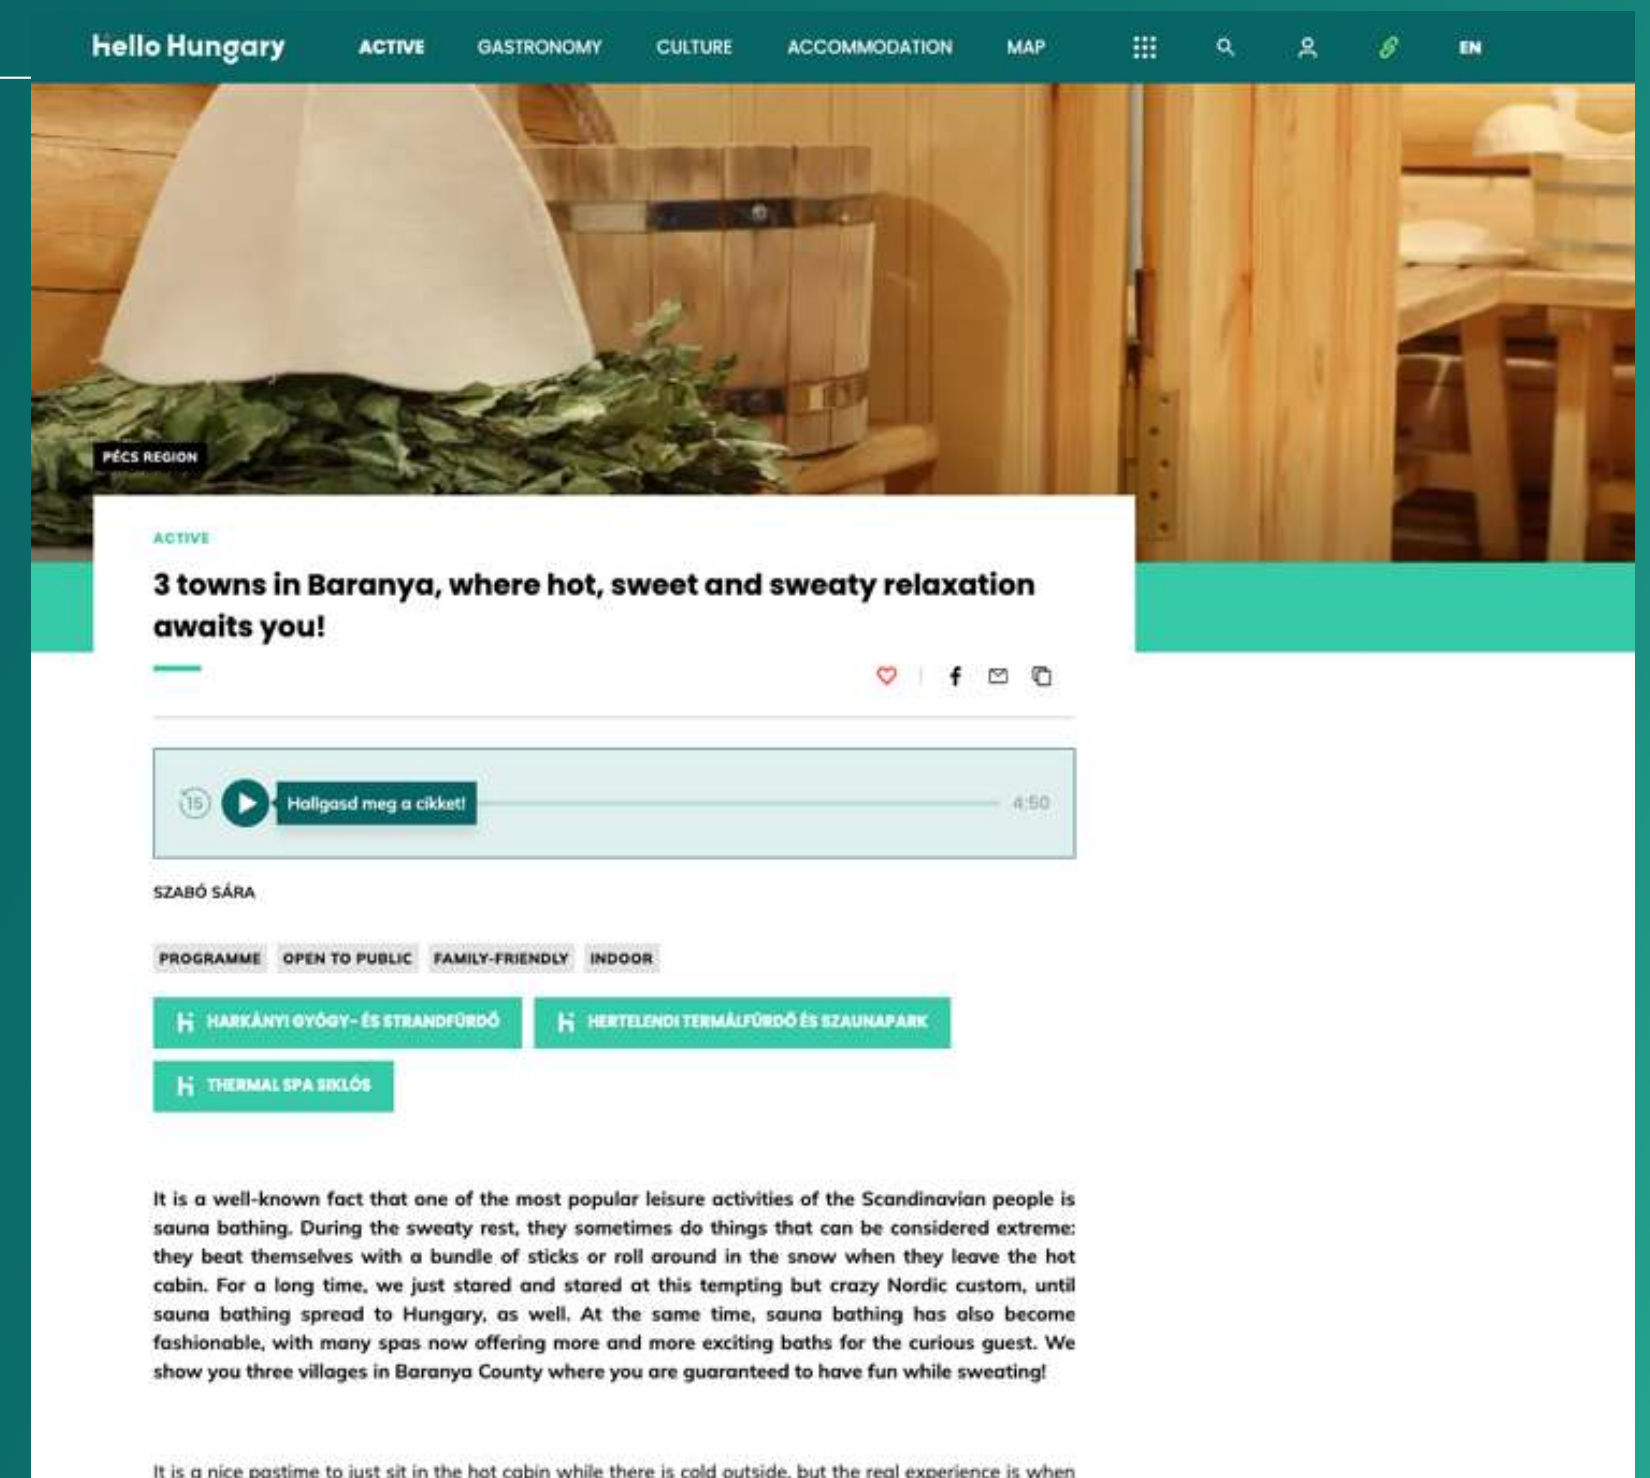 hello Hungary ACTIVE GASTRONOMY CULTURE ACCOMMODATION MAP EN
PÉCS REGION
ACTIVE
3 towns in Baranya, where hot, sweet and sweaty relaxation
awaits you!
15 Hallgasd meg a cikket! 4:50
SZABÓ SÁRA
PROGRAMME OPEN TO PUBLIC FAMILY-FRIENDLY INDOOR
HARKÁNYI GYÓGY- ÉS STRANDFÜRDŐ HERTELENDI TERMÁLFÜRDŐ ÉS SZAUNAPARK
THERMAL SPA SIKLÓS
It is a well-known fact that one of the most popular leisure activities of the Scandinavian people is
sauna bathing. During the sweaty rest, they sometimes do things that can be considered extreme:
they beat themselves with a bundle of sticks or roll around in the snow when they leave the hot
cabin. For a long time, we just stared and stared at this tempting but crazy Nordic custom, until
sauna bathing spread to Hungary, as well. At the same time, sauna bathing has also become
fashionable, with many spas now offering more and more exciting baths for the curious guest. We
show you three villages in Baranya County where you are guaranteed to have fun while sweating!
It is a nice pastime to just sit in the hot cabin while there is cold outside, but the real experience is when